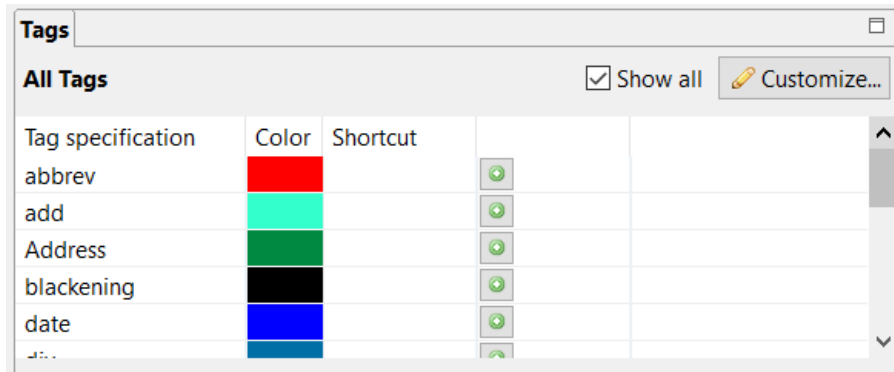 Tags
All Tags Show all Customize...
Tag specification Color Shortcut
abbrev
add
Address
blackening
date